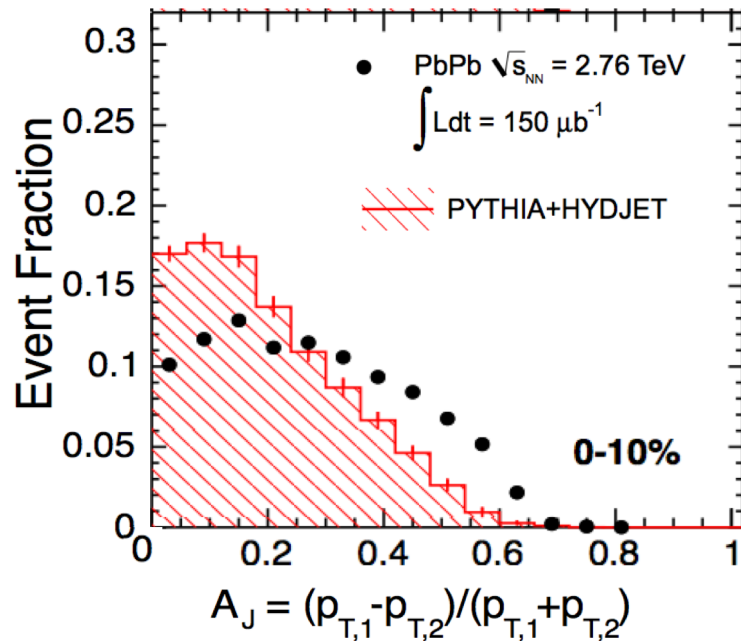 0.3
0.25
0.2
0.15
0.1
0.05
0
Event Fraction
PbPb √s_NN = 2.76 TeV
∫ Ldt = 150 μb⁻¹
PYTHIA+HYDJET
0-10%
0 0.2 0.4 0.6 0.8 1
A_J = (p_T,1-p_T,2)/(p_T,1+p_T,2)